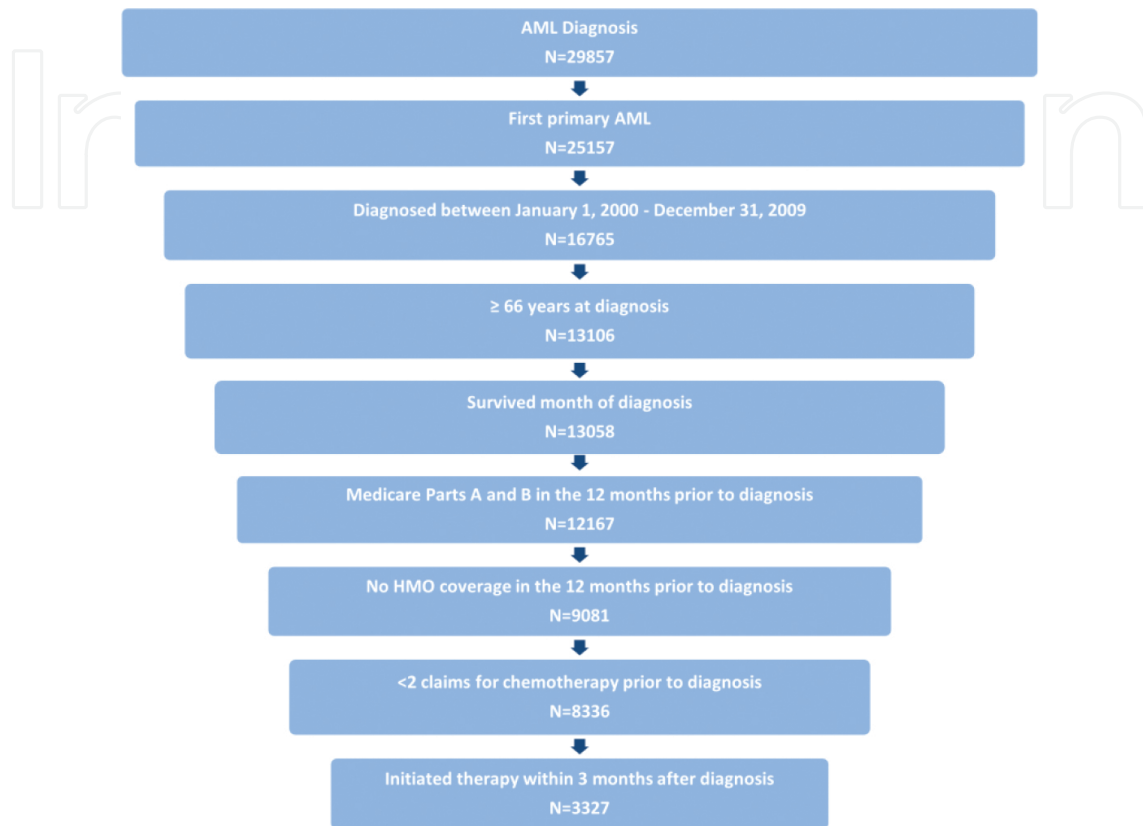 AML Diagnosis
N=29857
First primary AML
N=25157
Diagnosed between January 1, 2000 - December 31, 2009
N=16765
≥ 66 years at diagnosis
N=13106
Survived month of diagnosis
N=13058
Medicare Parts A and B in the 12 months prior to diagnosis
N=12167
No HMO coverage in the 12 months prior to diagnosis
N=9081
<2 claims for chemotherapy prior to diagnosis
N=8336
Initiated therapy within 3 months after diagnosis
N=3327